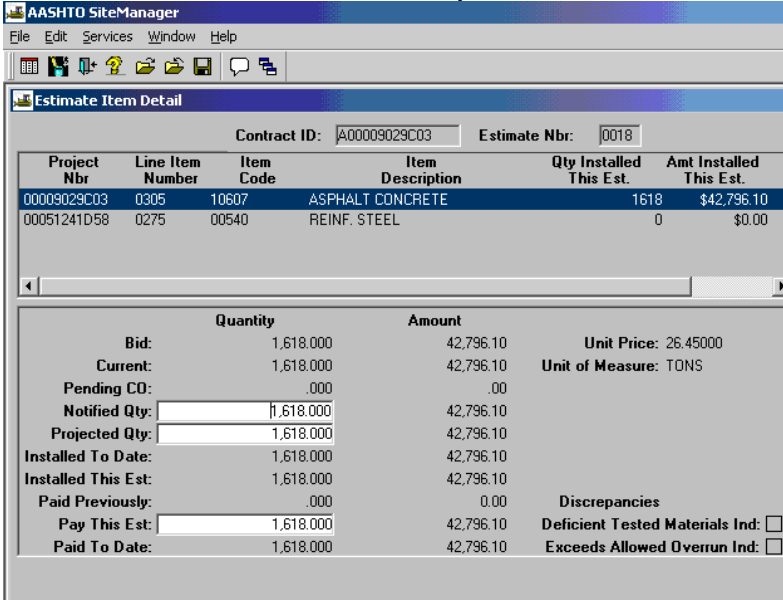 AASHTO SiteManager
File Edit Services Window Help
Estimate Item Detail
Contract ID: A00009029C03 Estimate Nbr: 0018
Project Nbr Line Item Number Item Code Item Description Qty Installed This Est. Amt Installed This Est.
00009029C03 0305 10607 ASPHALT CONCRETE 1618 $42,796.10
00051241D58 0275 00540 REINF. STEEL 0 $0.00
Quantity Amount
Bid: 1,618.000 42,796.10 Unit Price: 26.45000
Current: 1,618.000 42,796.10 Unit of Measure: TONS
Pending CO: .000 .00
Notified Qty: 1,618.000 42,796.10
Projected Qty: 1,618.000 42,796.10
Installed To Date: 1,618.000 42,796.10
Installed This Est: 1,618.000 42,796.10
Paid Previously: .000 0.00 Discrepancies
Pay This Est: 1,618.000 42,796.10 Deficient Tested Materials Ind:
Paid To Date: 1,618.000 42,796.10 Exceeds Allowed Overrun Ind: